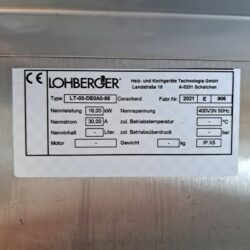 CE LOHBERGER Heiz- und Kochgeräte Technologie GmbH
Landstraße 19 A-5231 Schalchen
Type LT-03-DE0A0-85 Ceranherd Fabr.Nr. 2021 E 906
Nennleistung 16,00 kW Nennspannung 400V3N 50Hz
Nennstrom 30,00 A zul. Betriebstemperatur - °C
Nenninhalt - Liter zul. Betriebsüberdruck - bar
Motor - PS Gewicht - kg IP X5